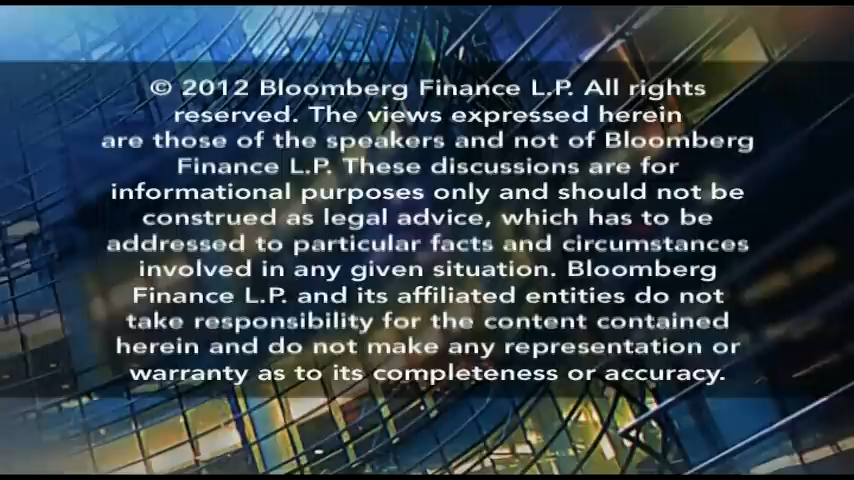 © 2012 Bloomberg Finance L.P. All rights
reserved. The views expressed herein
are those of the speakers and not of Bloomberg
Finance L.P. These discussions are for
informational purposes only and should not be
construed as legal advice, which has to be
addressed to particular facts and circumstances
involved in any given situation. Bloomberg
Finance L.P. and its affiliated entities do not
take responsibility for the content contained
herein and do not make any representation or
warranty as to its completeness or accuracy.